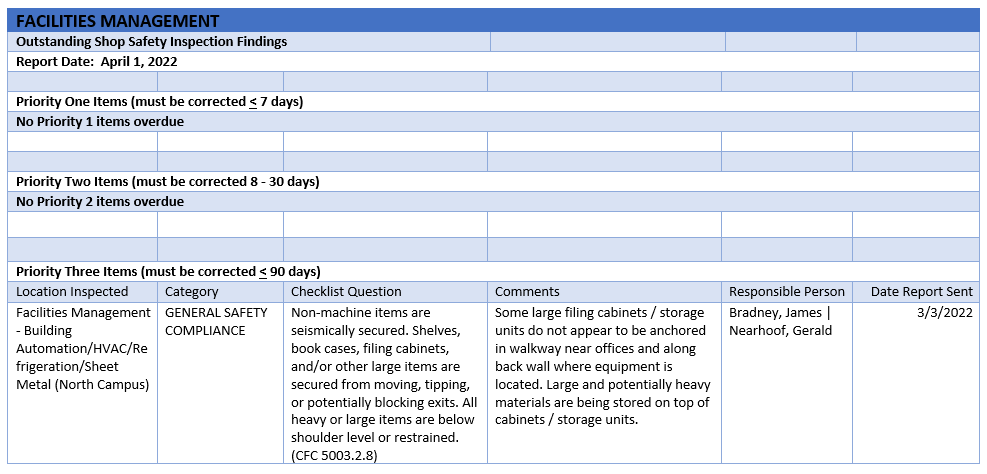 FACILITIES MANAGEMENT
Outstanding Shop Safety Inspection Findings
Report Date:  April 1, 2022
Priority One Items (must be corrected ≤ 7 days)
No Priority 1 items overdue
Priority Two Items (must be corrected 8 - 30 days)
No Priority 2 items overdue
Priority Three Items (must be corrected ≤ 90 days)
Location Inspected Category Checklist Question Comments Responsible Person Date Report Sent
Facilities Management
- Building
Automation/HVAC/Re
frigeration/Sheet
Metal (North Campus)
GENERAL SAFETY
COMPLIANCE
Non-machine items are
seismically secured. Shelves,
book cases, filing cabinets,
and/or other large items are
secured from moving, tipping,
or potentially blocking exits. All
heavy or large items are below
shoulder level or restrained.
(CFC 5003.2.8)
Some large filing cabinets / storage
units do not appear to be anchored
in walkway near offices and along
back wall where equipment is
located. Large and potentially heavy
materials are being stored on top of
cabinets / storage units.
Bradney, James |
Nearhoof, Gerald
3/3/2022